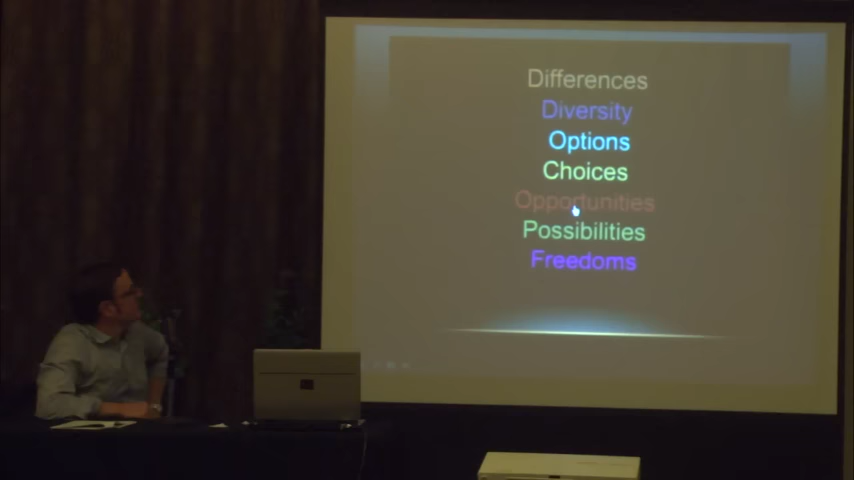 Differences
Diversity
Options
Choices
Opportunities
Possibilities
Freedoms